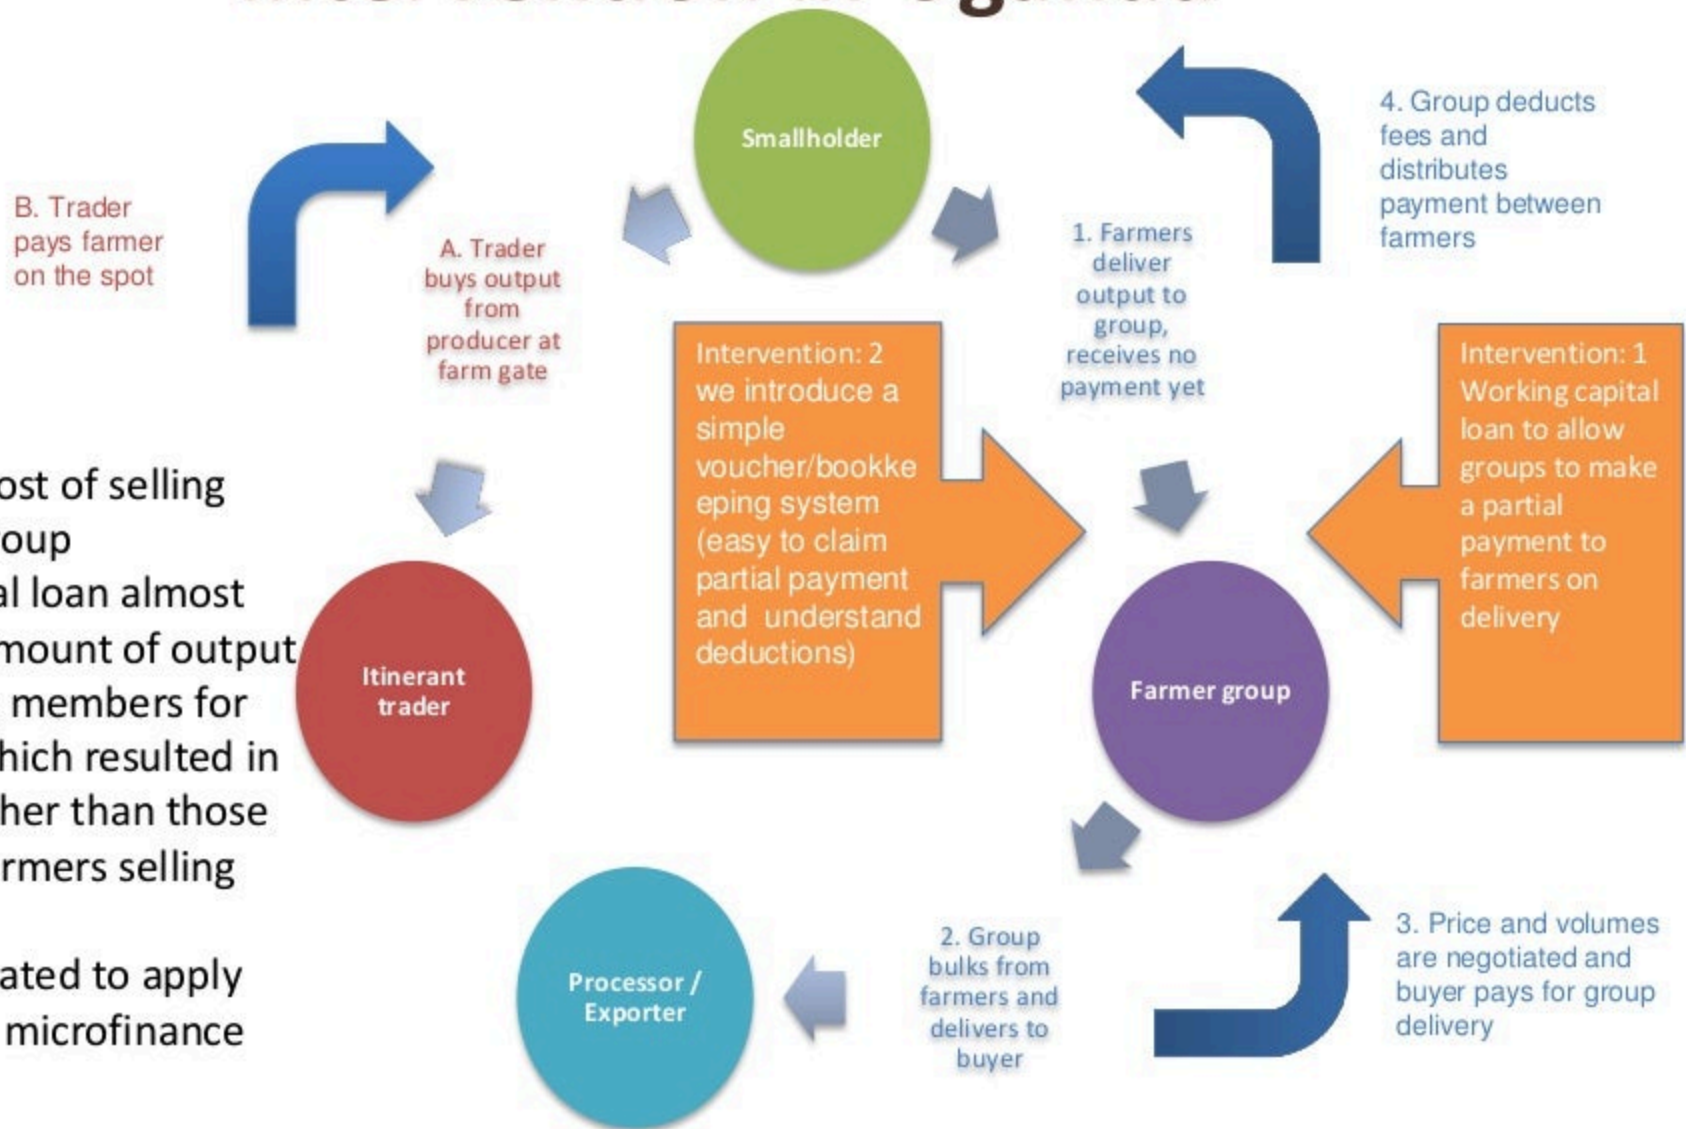 Intervention in Uganda
Smallholder
4. Group deducts
fees and
distributes
payment between
farmers
B. Trader
pays farmer
on the spot
A. Trader
buys output
from
producer at
farm gate
1. Farmers
deliver
output to
group,
receives no
payment yet
Intervention: 2
we introduce a
simple
voucher/bookke
eping system
(easy to claim
partial payment
and understand
deductions)
Intervention: 1
Working capital
loan to allow
groups to make
a partial
payment to
farmers on
delivery
ost of selling
oup
al loan almost
mount of output
members for
hich resulted in
her than those
rmers selling
ated to apply
microfinance
Itinerant
trader
Farmer group
Processor /
Exporter
2. Group
bulks from
farmers and
delivers to
buyer
3. Price and volumes
are negotiated and
buyer pays for group
delivery